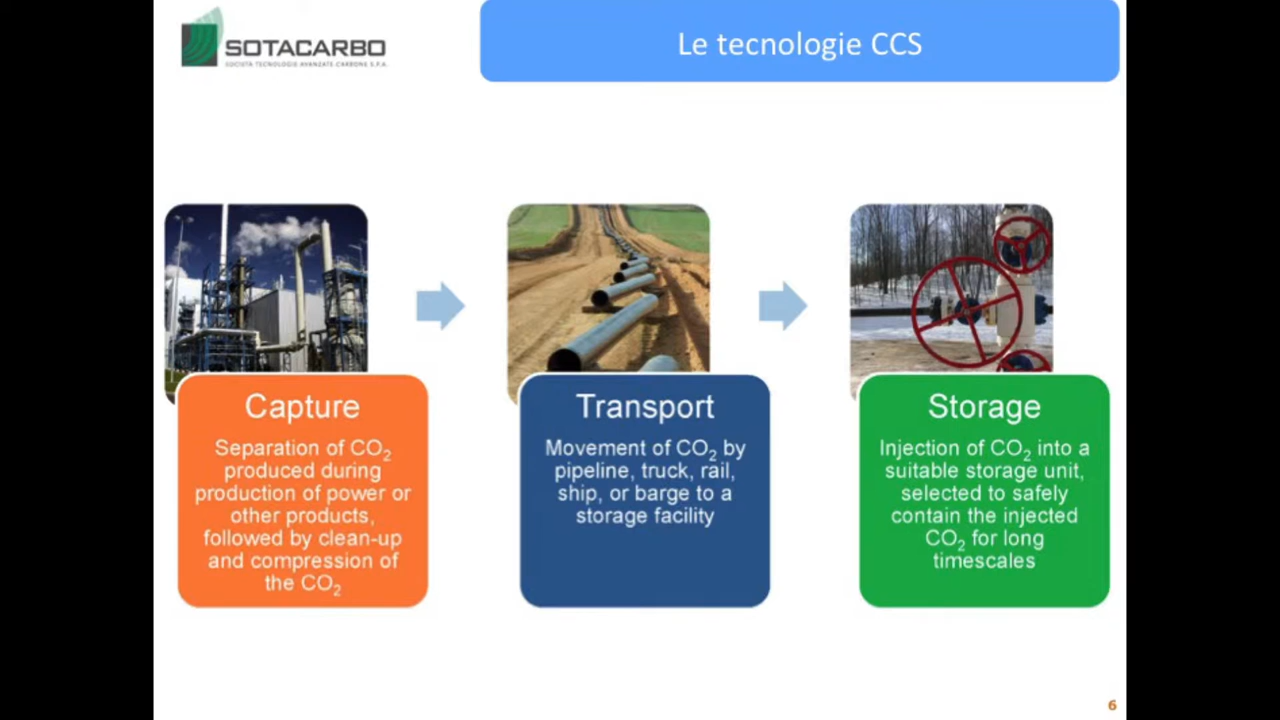 SOTACARBO
SOCIETÀ TECNOLOGIE AVANZATE CARBONE S.P.A.
Le tecnologie CCS
Capture
Separation of CO₂
produced during
production of power or
other products,
followed by clean-up
and compression of
the CO₂
Transport
Movement of CO₂ by
pipeline, truck, rail,
ship, or barge to a
storage facility
Storage
Injection of CO₂ into a
suitable storage unit,
selected to safely
contain the injected
CO₂ for long
timescales
6